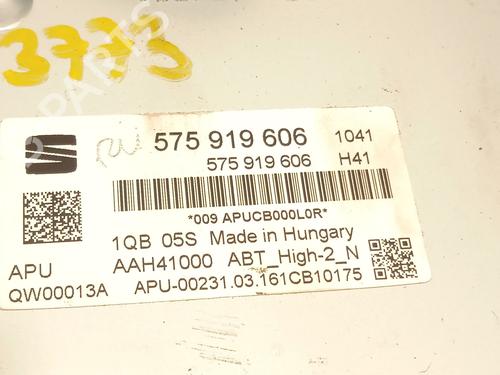 3775
575 919 606 1041
575 919 606 H41
*009 APUCB000L0R*
1QB 05S Made in Hungary
APU AAH41000 ABT_High-2_N
QW00013A APU-00231.03.161CB10175